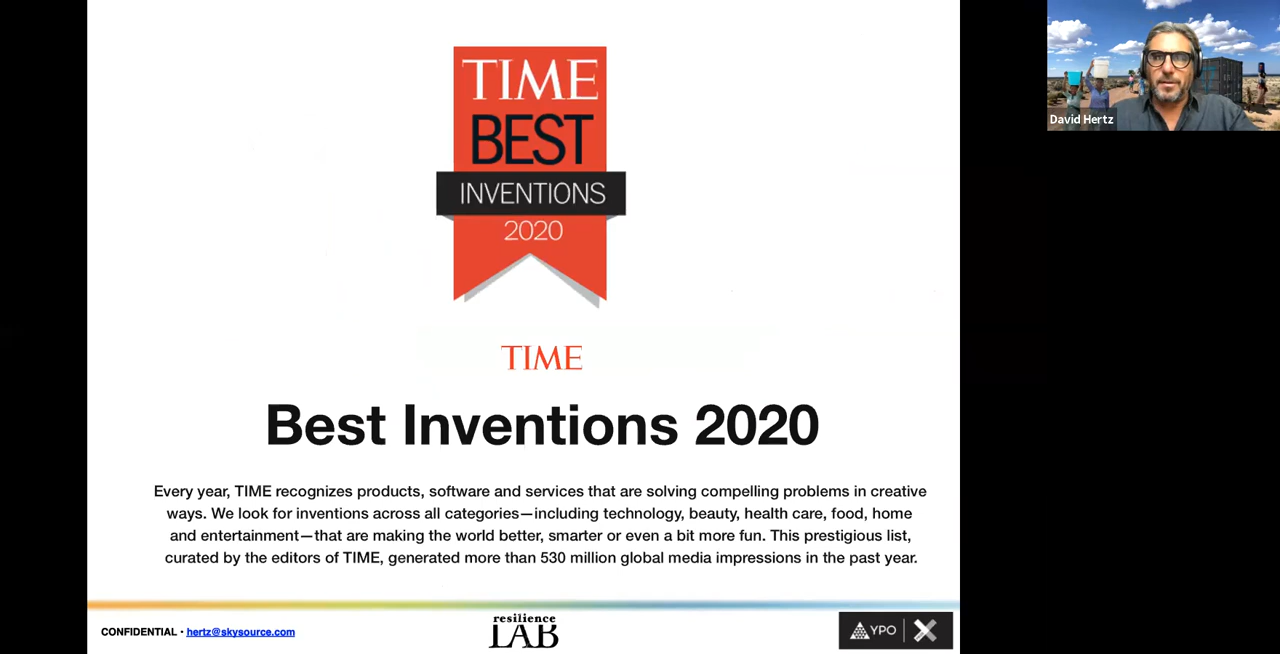 TIME
BEST
INVENTIONS
2020
David Hertz
TIME
Best Inventions 2020
Every year, TIME recognizes products, software and services that are solving compelling problems in creative
ways. We look for inventions across all categories—including technology, beauty, health care, food, home
and entertainment—that are making the world better, smarter or even a bit more fun. This prestigious list,
curated by the editors of TIME, generated more than 530 million global media impressions in the past year.
CONFIDENTIAL · hertz@skysource.com
resilience
LAB
YPO X